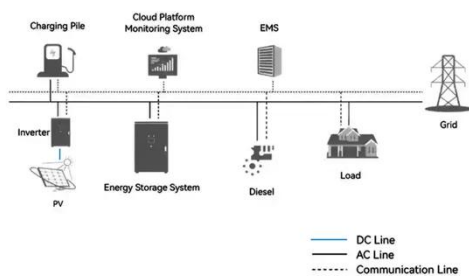 Charging Pile
Cloud Platform
Monitoring System
EMS
Grid
Inverter
PV
Energy Storage System
Diesel
Load
DC Line
AC Line
Communication Line